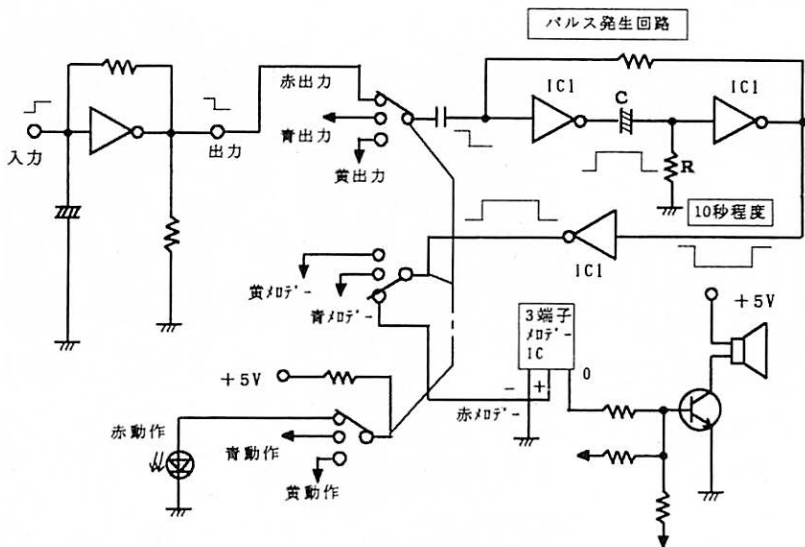 パルス発生回路
赤出力
IC1
C
IC1
入力
出力
青出力
黄出力
R
10秒程度
IC1
黄ﾒﾛﾃﾞｰ
青ﾒﾛﾃﾞｰ
3端子
ﾒﾛﾃﾞｰ
IC
+5V
+5V
- +
O
赤ﾒﾛﾃﾞｰ
赤動作
青動作
黄動作